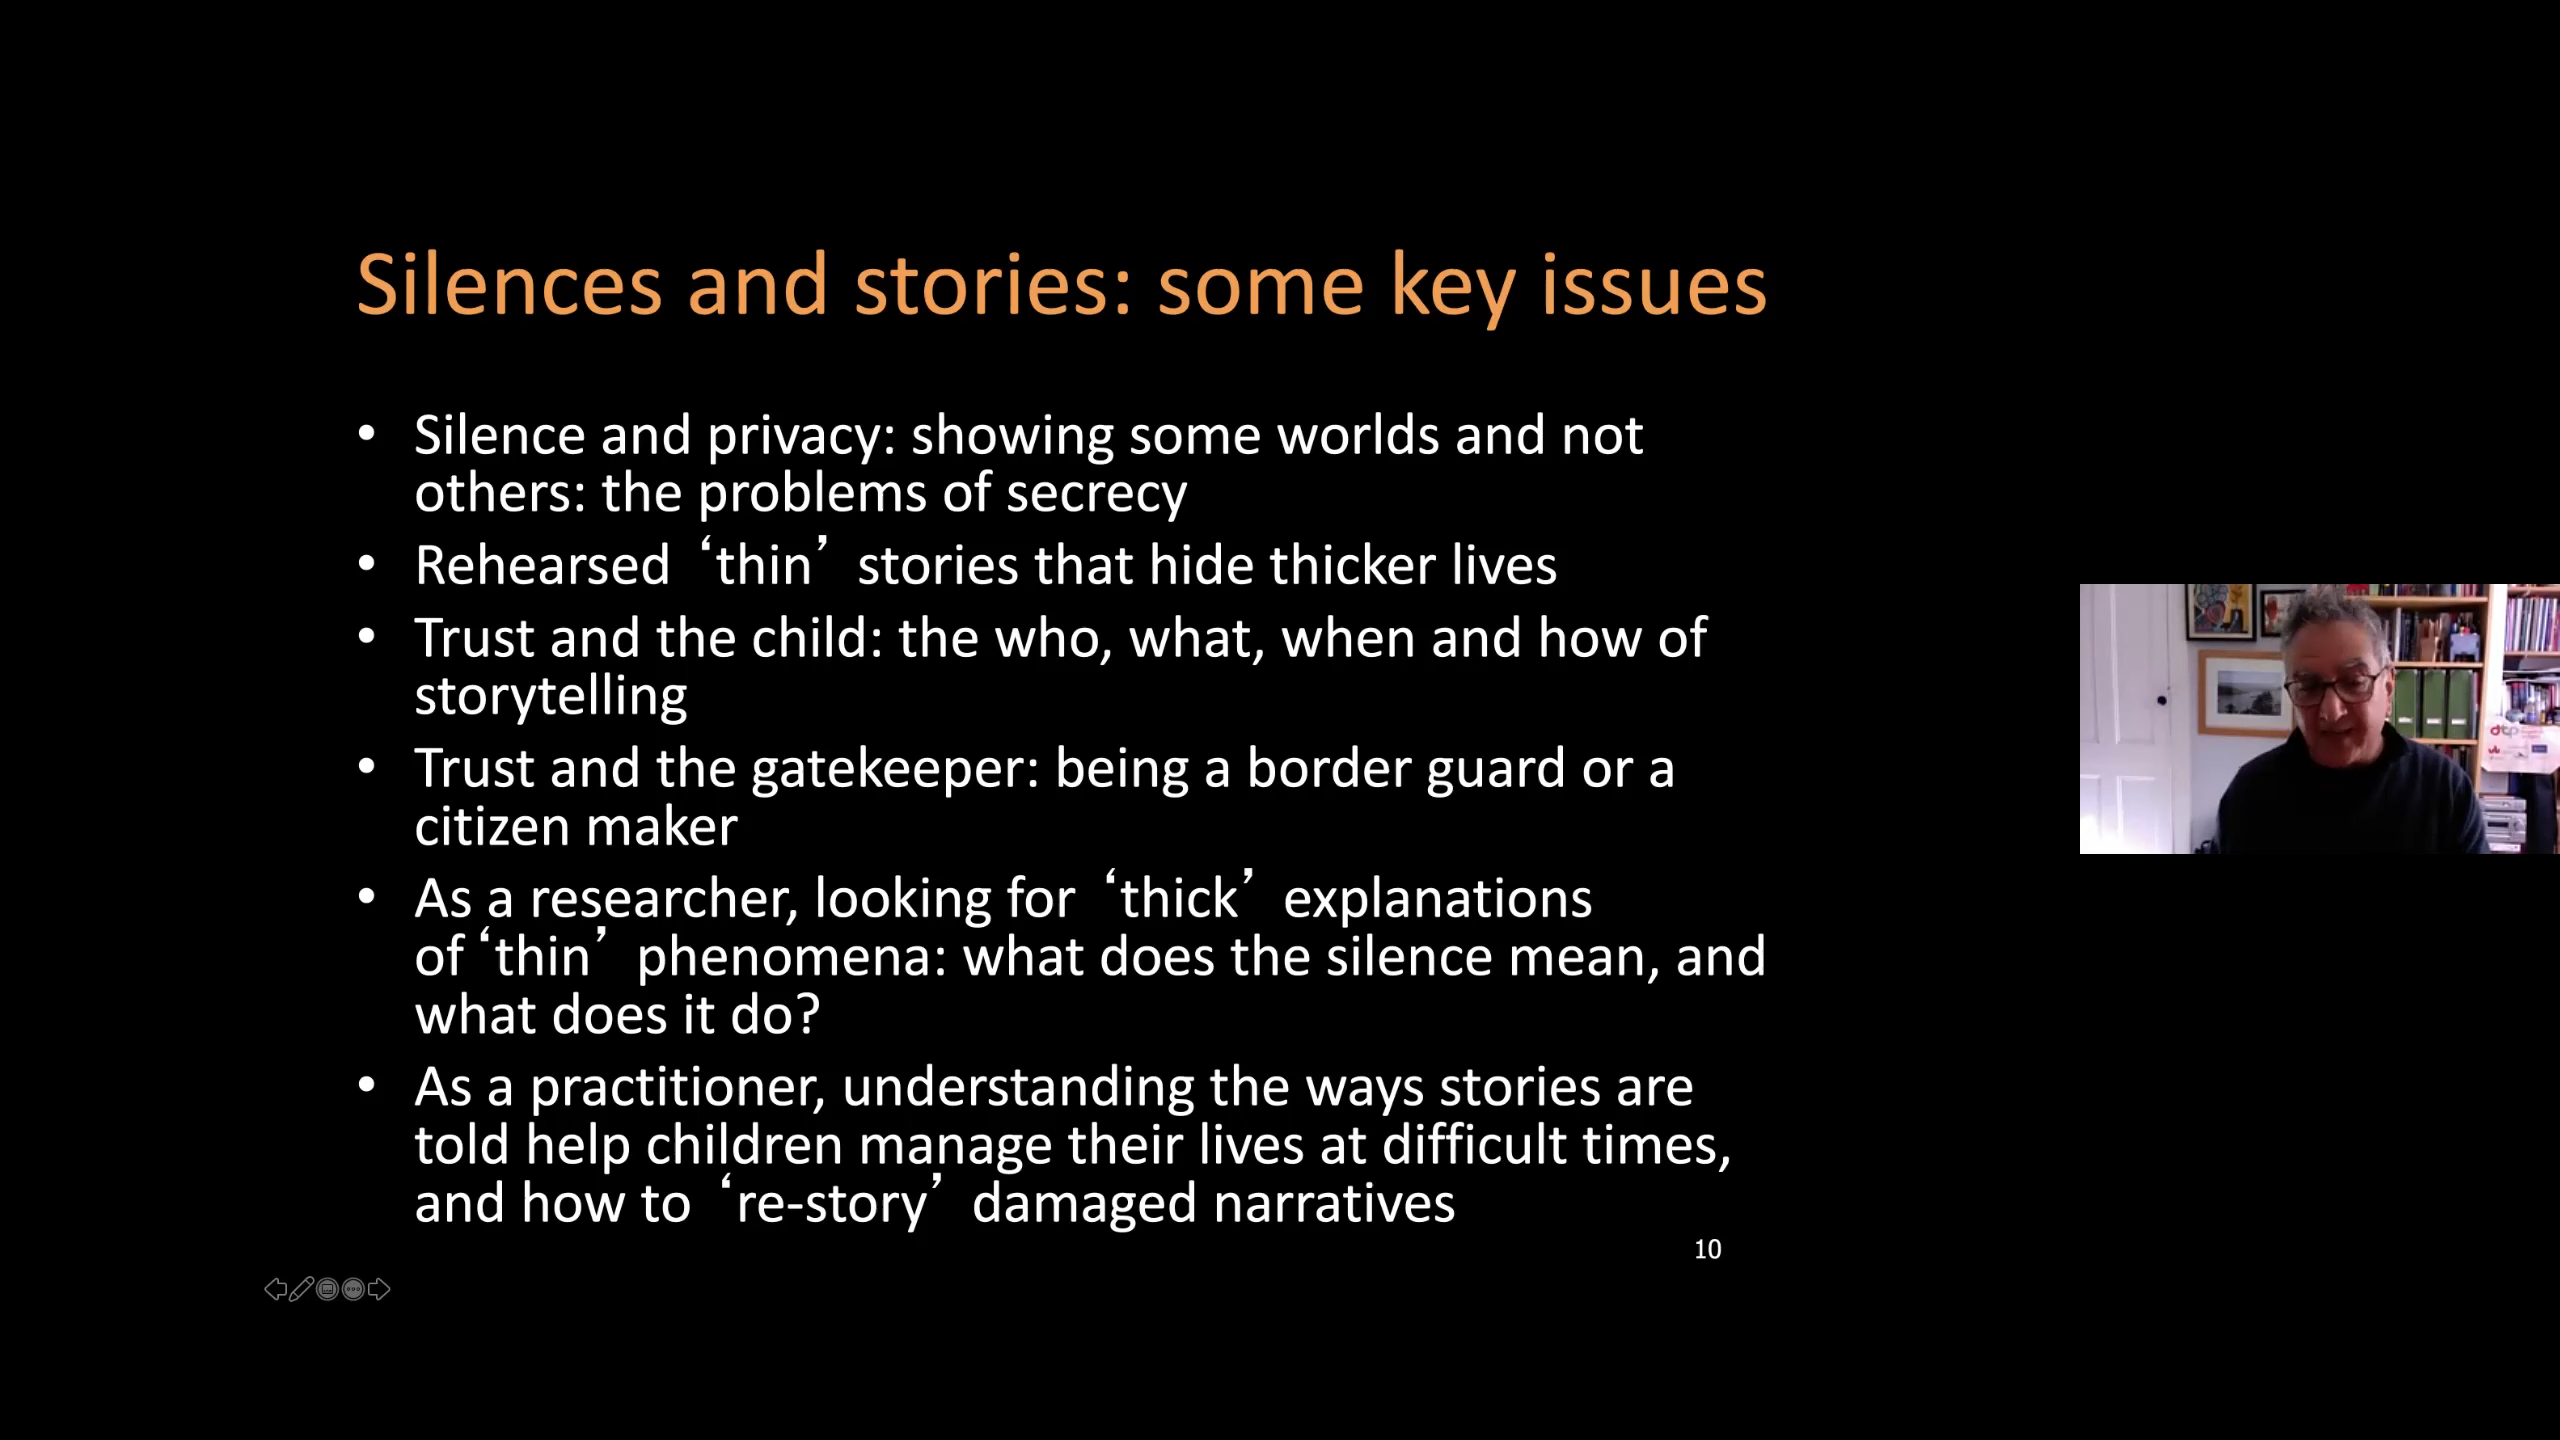 Silences and stories: some key issues
• Silence and privacy: showing some worlds and not
others: the problems of secrecy
• Rehearsed ‘thin’ stories that hide thicker lives
• Trust and the child: the who, what, when and how of
storytelling
• Trust and the gatekeeper: being a border guard or a
citizen maker
• As a researcher, looking for ‘thick’ explanations
of ‘thin’ phenomena: what does the silence mean, and
what does it do?
• As a practitioner, understanding the ways stories are
told help children manage their lives at difficult times,
and how to ‘re-story’ damaged narratives
10
dtp